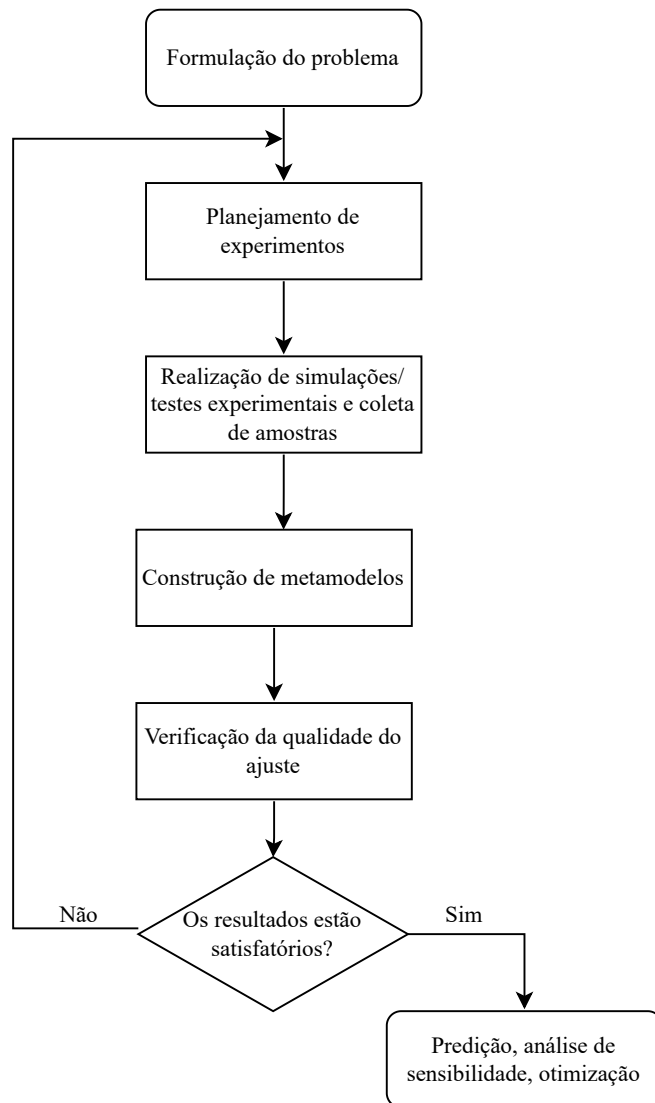 Formulação do problema
Planejamento de
experimentos
Realização de simulações/
testes experimentais e coleta
de amostras
Construção de metamodelos
Verificação da qualidade do
ajuste
Não
Os resultados estão
satisfatórios?
Sim
Predição, análise de
sensibilidade, otimização